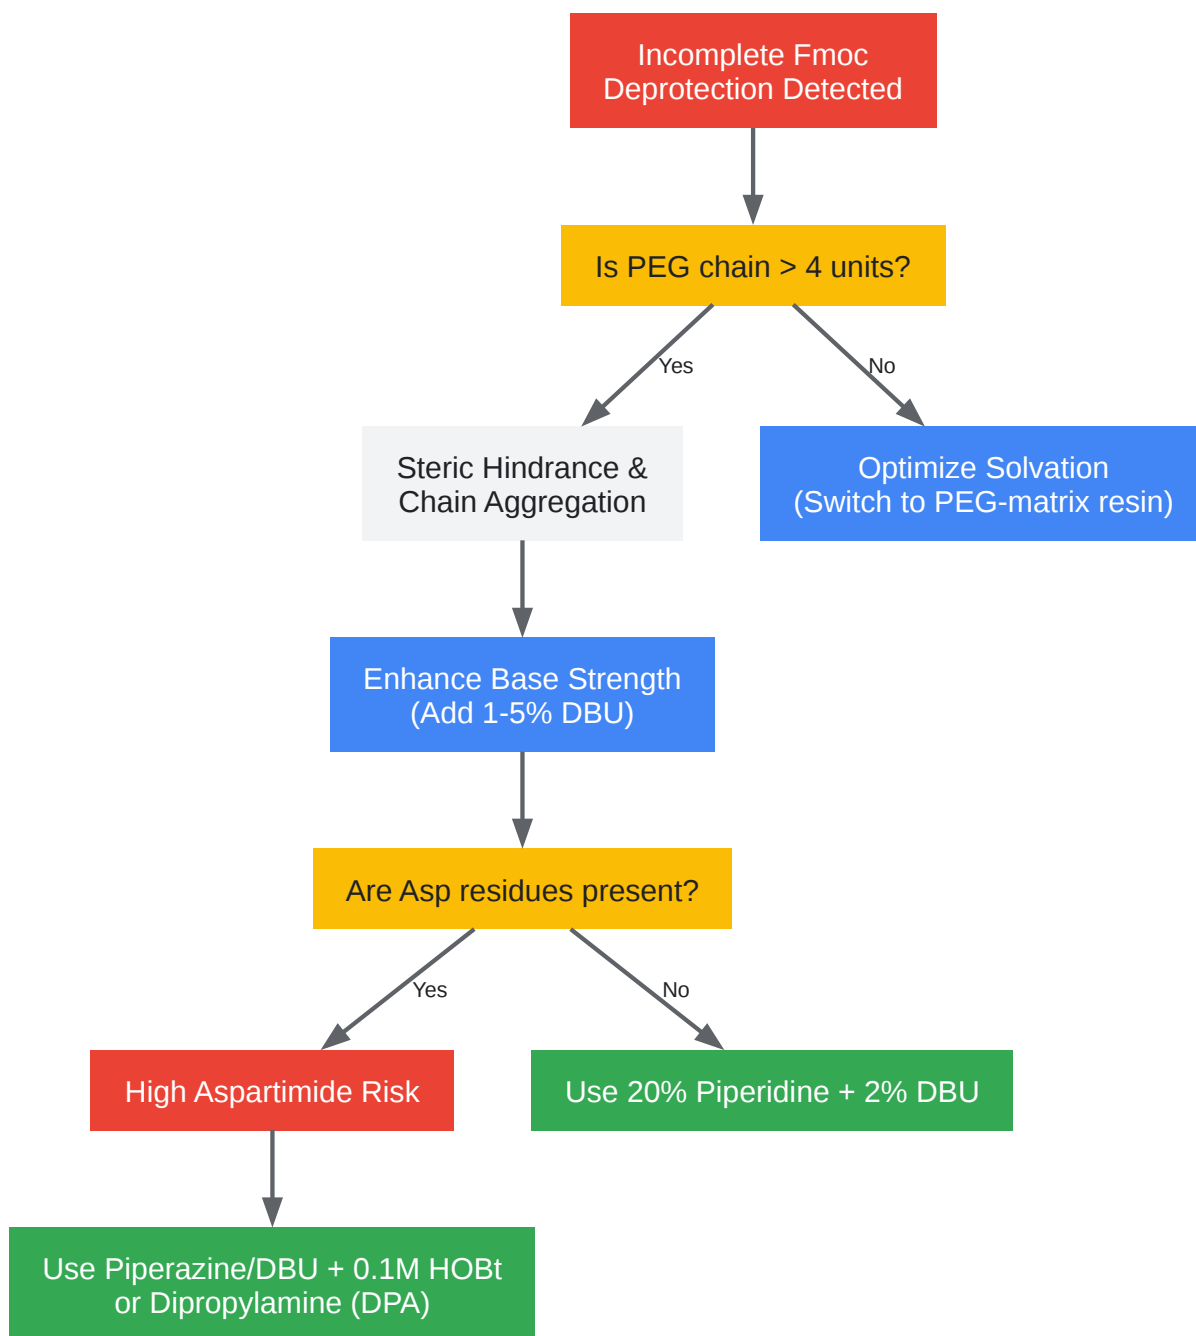 Incomplete Fmoc
Deprotection Detected
Is PEG chain > 4 units?
Yes
No
Steric Hindrance &
Chain Aggregation
Optimize Solvation
(Switch to PEG-matrix resin)
Enhance Base Strength
(Add 1-5% DBU)
Are Asp residues present?
Yes
No
High Aspartimide Risk
Use 20% Piperidine + 2% DBU
Use Piperazine/DBU + 0.1M HOBt
or Dipropylamine (DPA)